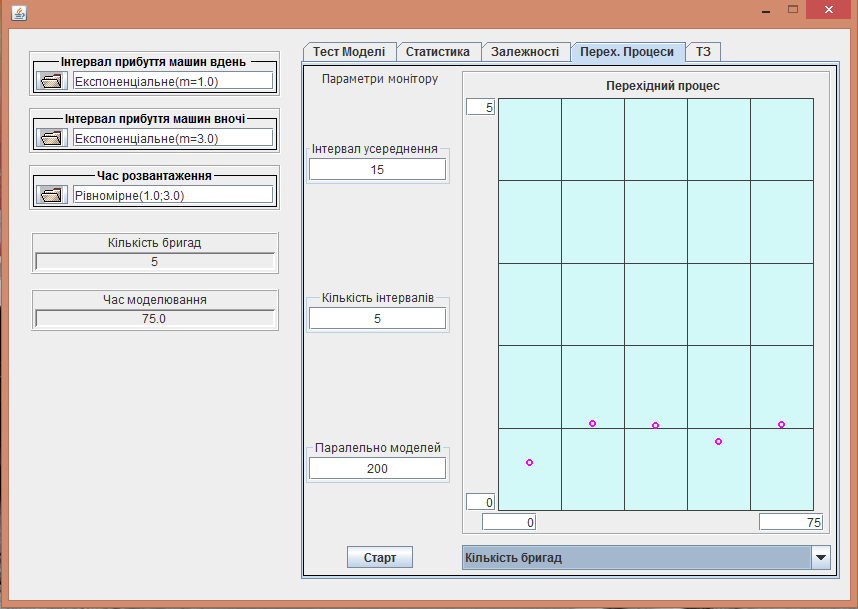 Інтервал прибуття машин вдень
Експоненціальне(m=1.0)
Інтервал прибуття машин вночі
Експоненціальне(m=3.0)
Час розвантаження
Рівномірне(1.0;3.0)
Кількість бригад
5
Час моделювання
75.0
Тест Моделі
Статистика
Залежності
Перех. Процеси
ТЗ
Параметри монітору
Інтервал усереднення
15
Кількість інтервалів
5
Паралельно моделей
200
Старт
Перехідний процес
5
0
0
75
Кількість бригад